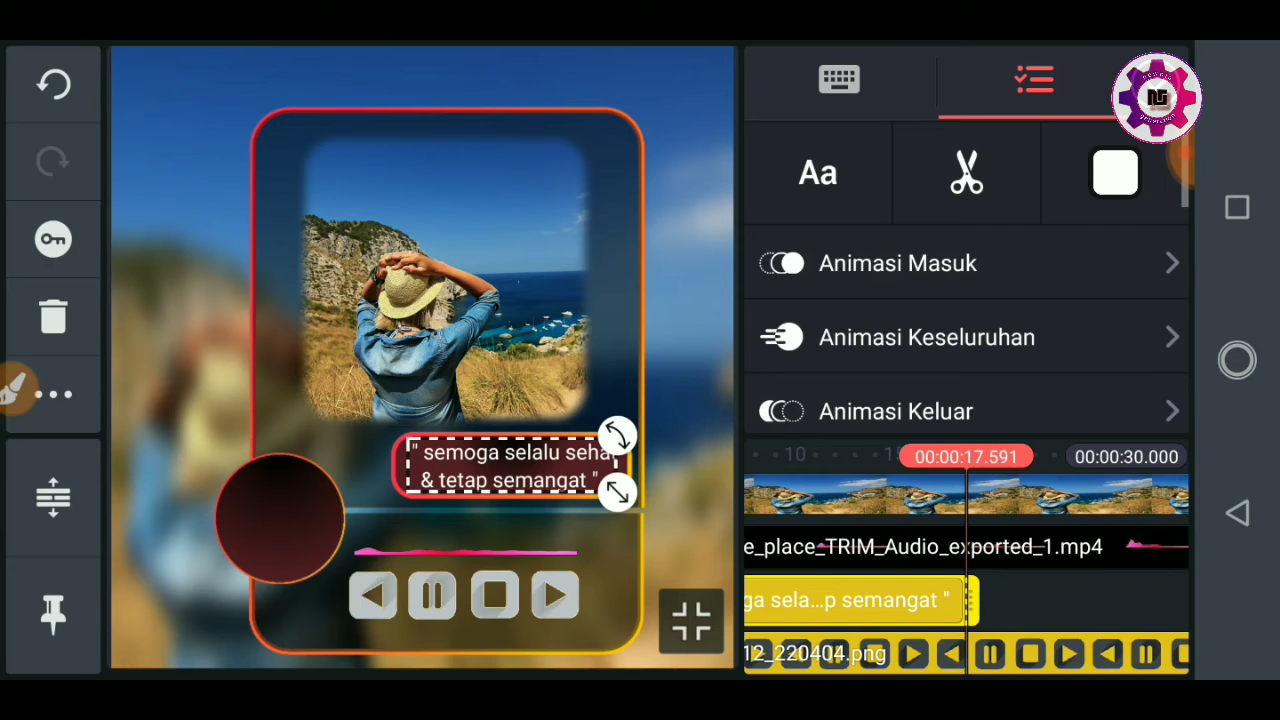 Aa
Animasi Masuk
Animasi Keseluruhan
Animasi Keluar
" semoga selalu seha
& tetap semangat "
10
00:00:17.591
00:00:30.000
e_place_TRIM_Audio_exported_1.mp4
ga sela...p semangat "
12_220404.png